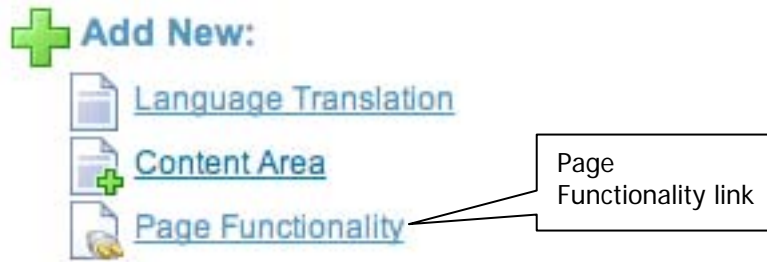 Add New:
Language Translation
Content Area
Page Functionality
Page
Functionality link